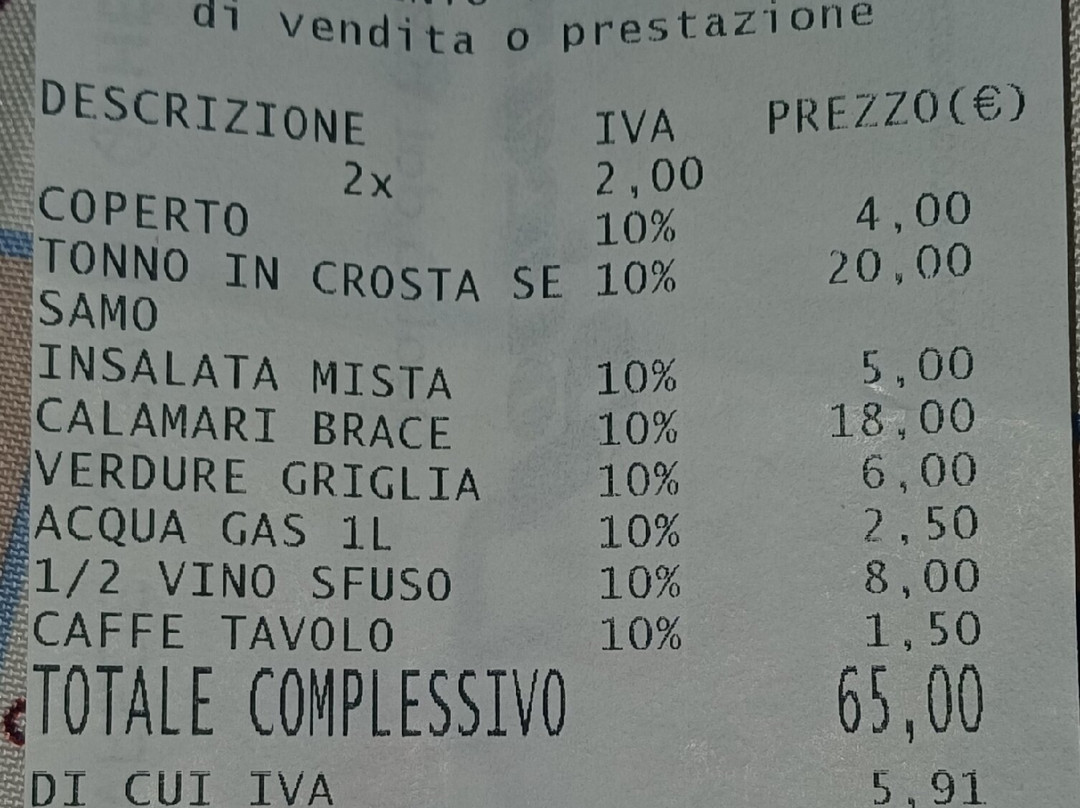 di vendita o prestazione
DESCRIZIONE IVA PREZZO(€)
2x 2,00
COPERTO 10% 4,00
TONNO IN CROSTA SE 10% 20,00
SAMO
INSALATA MISTA 10% 5,00
CALAMARI BRACE 10% 18,00
VERDURE GRIGLIA 10% 6,00
ACQUA GAS 1L 10% 2,50
1/2 VINO SFUSO 10% 8,00
CAFFE TAVOLO 10% 1,50
TOTALE COMPLESSIVO 65,00
DI CUI IVA 5,91